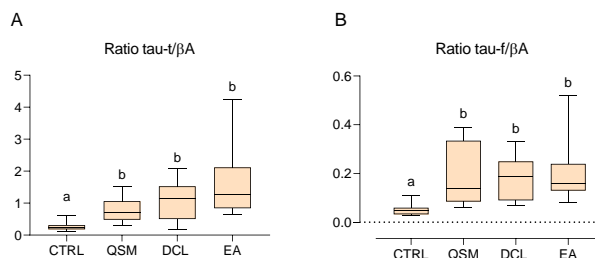 A
Ratio tau-t/βA
5
4
3
2
1
0
a
b
b
b
CTRL QSM DCL EA
B
Ratio tau-f/βA
0.6
0.4
0.2
0.0
a
b
b
b
CTRL QSM DCL EA